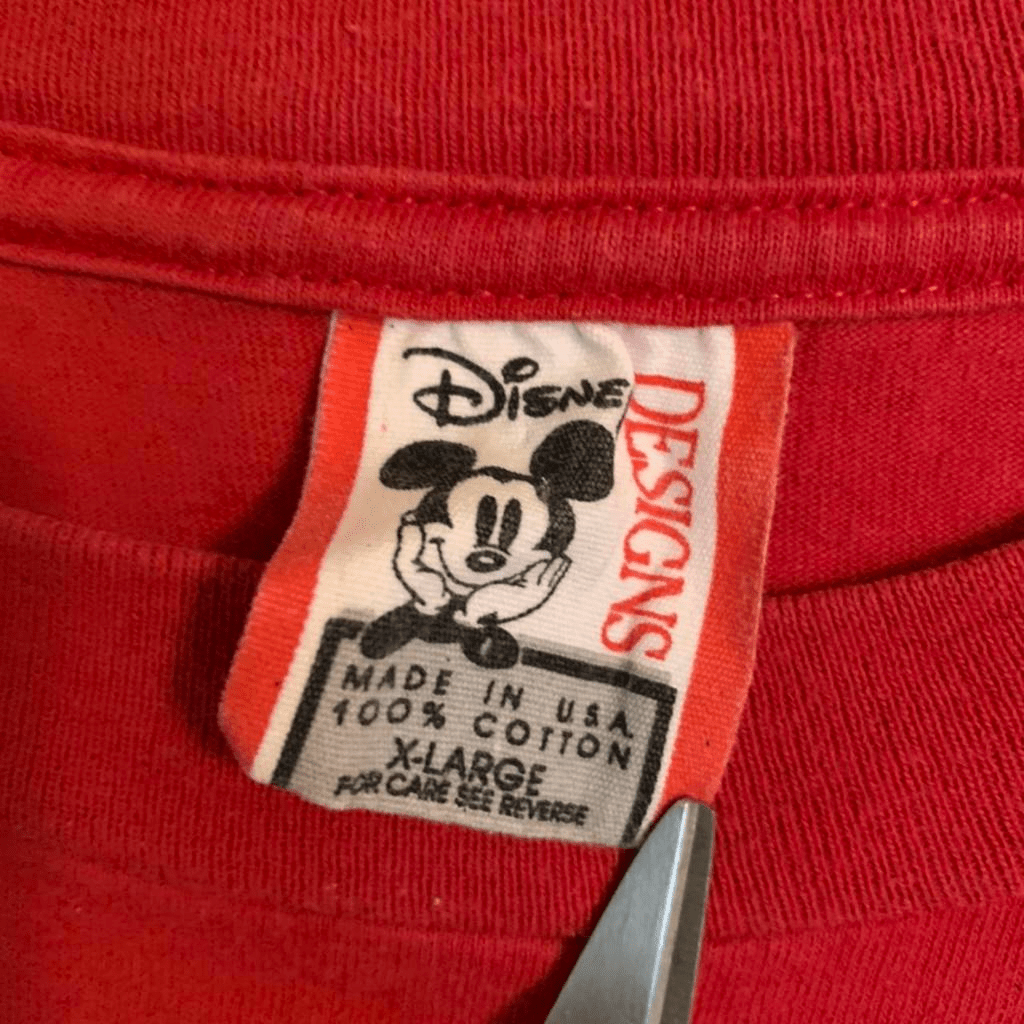 Disne
DESIGNS
MADE IN U.S.A.
100% COTTON
X-LARGE
FOR CARE SEE REVERSE